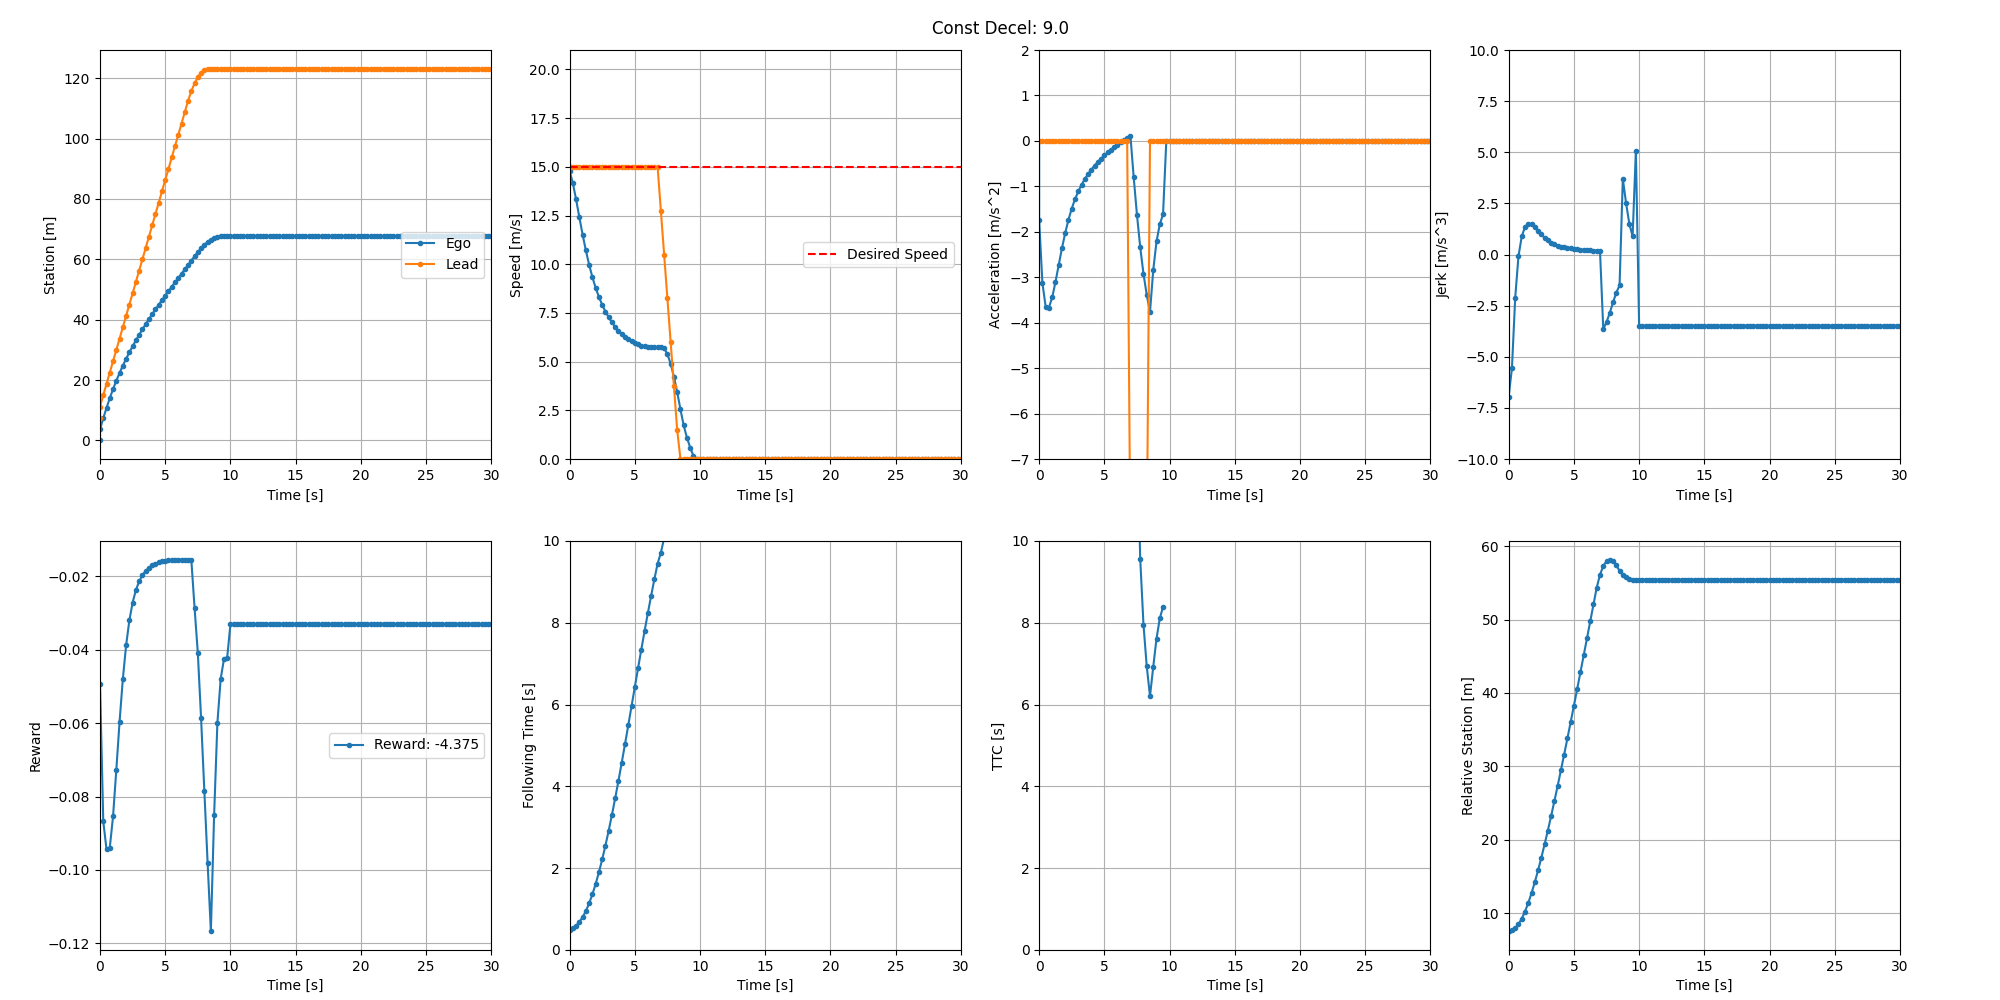 Const Decel: 9.0
120
100
80
60
40
20
0
Station [m]
Ego
Lead
0 5 10 15 20 25 30
Time [s]
20.0
17.5
15.0
12.5
10.0
7.5
5.0
2.5
0.0
Speed [m/s]
Desired Speed
0 5 10 15 20 25 30
Time [s]
2
1
0
−1
−2
−3
−4
−5
−6
−7
Acceleration [m/s^2]
0 5 10 15 20 25 30
Time [s]
10.0
7.5
5.0
2.5
0.0
−2.5
−5.0
−7.5
−10.0
Jerk [m/s^3]
0 5 10 15 20 25 30
Time [s]
−0.02
−0.04
−0.06
−0.08
−0.10
−0.12
Reward
Reward: -4.375
0 5 10 15 20 25 30
Time [s]
10
8
6
4
2
0
Following Time [s]
0 5 10 15 20 25 30
Time [s]
10
8
6
4
2
0
TTC [s]
0 5 10 15 20 25 30
Time [s]
60
50
40
30
20
10
Relative Station [m]
0 5 10 15 20 25 30
Time [s]